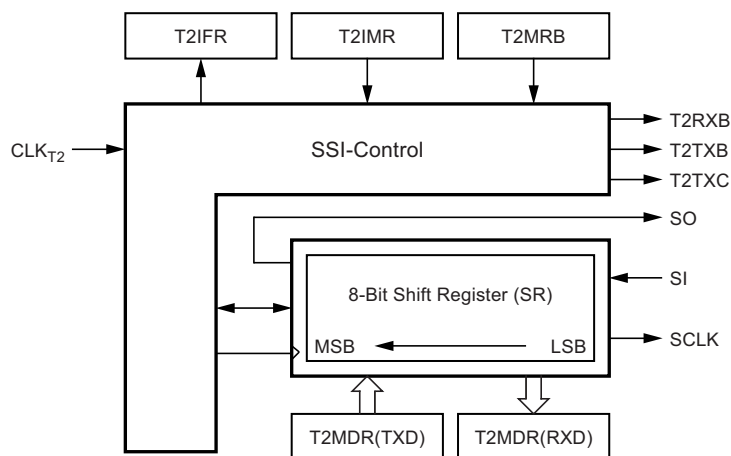 T2IFR
T2IMR
T2MRB
CLKT2
SSI-Control
T2RXB
T2TXB
T2TXC
SO
SI
8-Bit Shift Register (SR)
MSB
LSB
SCLK
T2MDR(TXD)
T2MDR(RXD)